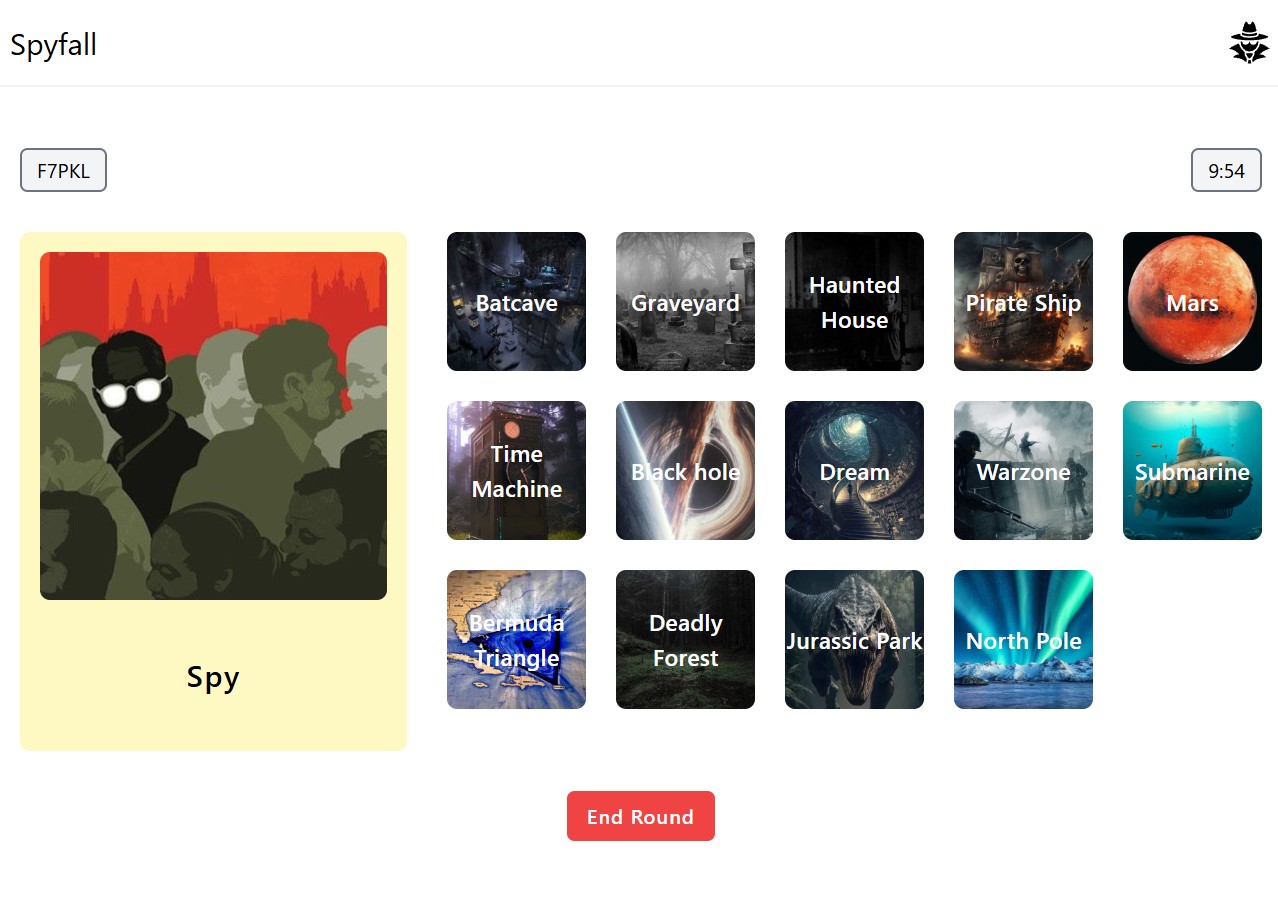 Spyfall
F7PKL
9:54
Spy
Batcave
Graveyard
Haunted
House
Pirate Ship
Mars
Time
Machine
Black hole
Dream
Warzone
Submarine
Bermuda
Triangle
Deadly
Forest
Jurassic Park
North Pole
End Round